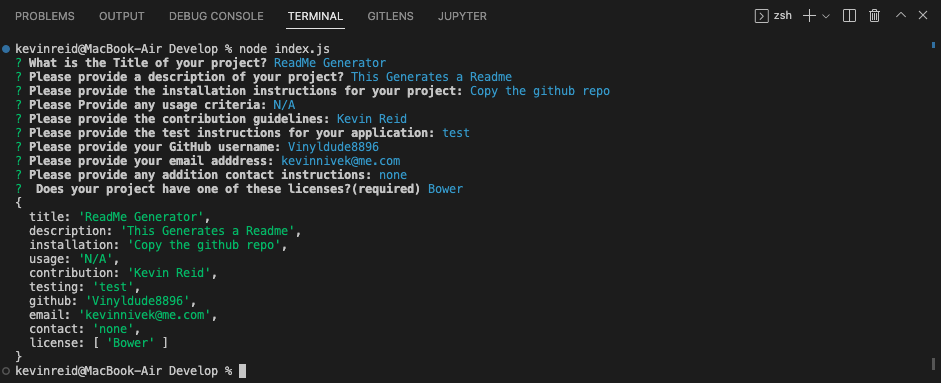 PROBLEMS OUTPUT DEBUG CONSOLE TERMINAL GITLENS JUPYTER zsh
kevinreid@MacBook-Air Develop % node index.js
? What is the Title of your project? ReadMe Generator
? Please provide a description of your project? This Generates a Readme
? Please provide the installation instructions for your project: Copy the github repo
? Please Provide any usage criteria: N/A
? Please provide the contribution guidelines: Kevin Reid
? Please provide the test instructions for your application: test
? Please provide your GitHub username: Vinyldude8896
? Please provide your email adddress: kevinnivek@me.com
? Please provide any addition contact instructions: none
?  Does your project have one of these licenses?(required) Bower
{
  title: 'ReadMe Generator',
  description: 'This Generates a Readme',
  installation: 'Copy the github repo',
  usage: 'N/A',
  contribution: 'Kevin Reid',
  testing: 'test',
  github: 'Vinyldude8896',
  email: 'kevinnivek@me.com',
  contact: 'none',
  license: [ 'Bower' ]
}
kevinreid@MacBook-Air Develop %